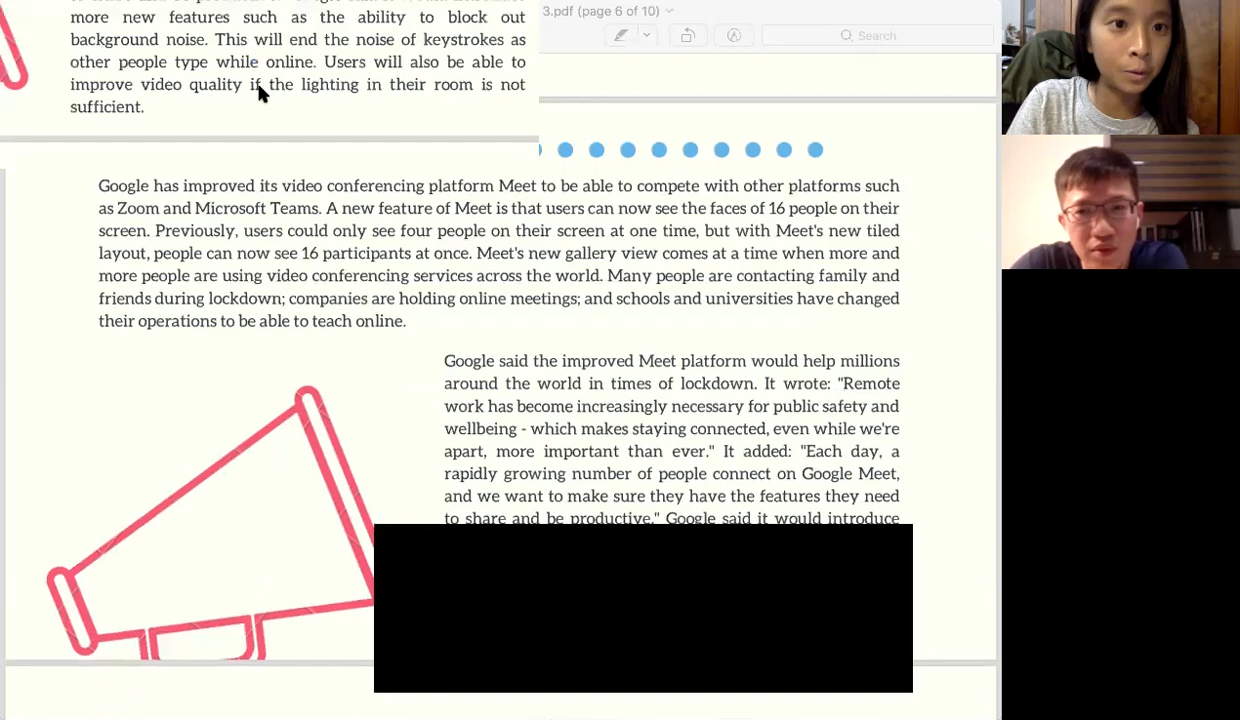 to share and be productive." Google said it would introduce
more new features such as the ability to block out
background noise. This will end the noise of keystrokes as
other people type while online. Users will also be able to
improve video quality if the lighting in their room is not
sufficient.
3.pdf (page 6 of 10)
Search
Google has improved its video conferencing platform Meet to be able to compete with other platforms such
as Zoom and Microsoft Teams. A new feature of Meet is that users can now see the faces of 16 people on their
screen. Previously, users could only see four people on their screen at one time, but with Meet's new tiled
layout, people can now see 16 participants at once. Meet's new gallery view comes at a time when more and
more people are using video conferencing services across the world. Many people are contacting family and
friends during lockdown; companies are holding online meetings; and schools and universities have changed
their operations to be able to teach online.
Google said the improved Meet platform would help millions
around the world in times of lockdown. It wrote: "Remote
work has become increasingly necessary for public safety and
wellbeing - which makes staying connected, even while we're
apart, more important than ever." It added: "Each day, a
rapidly growing number of people connect on Google Meet,
and we want to make sure they have the features they need
to share and be productive." Google said it would introduce